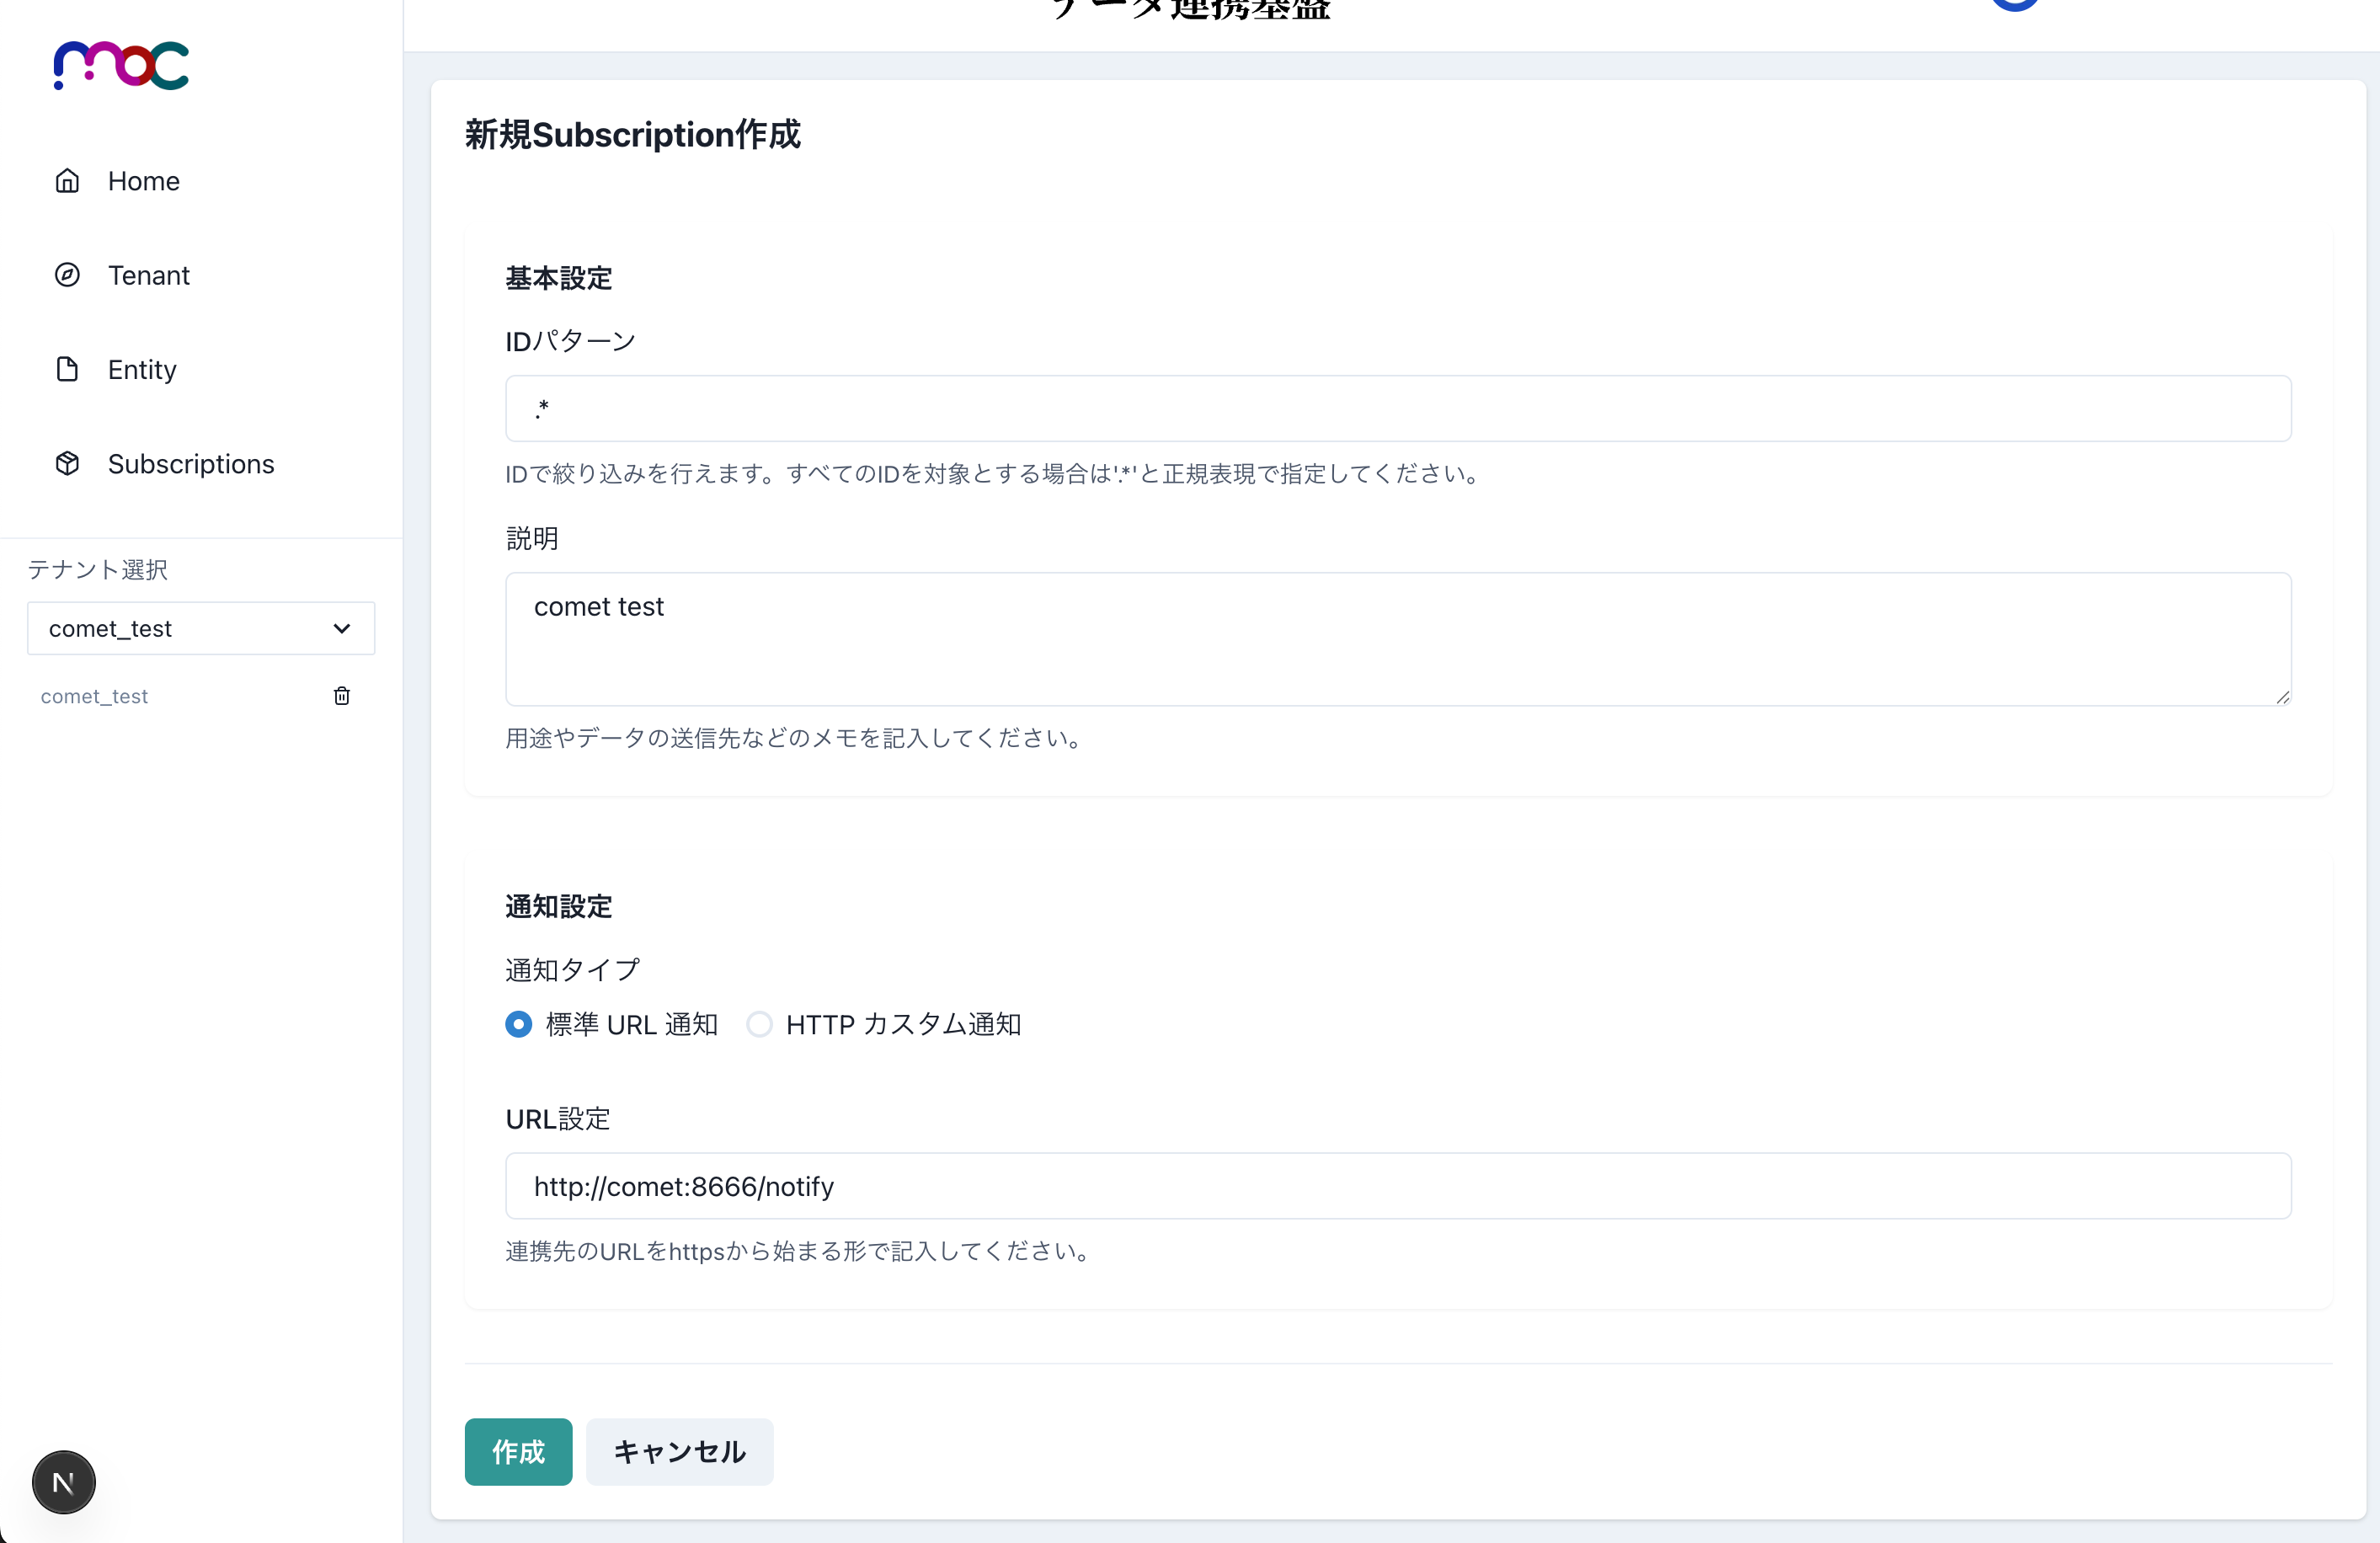 データ連携基盤
moc
Home
Tenant
Entity
Subscriptions
テナント選択
comet_test
comet_test
新規Subscription作成
基本設定
IDパターン
.*
IDで絞り込みを行えます。すべてのIDを対象とする場合は'.*'と正規表現で指定してください。
説明
comet test
用途やデータの送信先などのメモを記入してください。
通知設定
通知タイプ
標準 URL 通知 HTTP カスタム通知
URL設定
http://comet:8666/notify
連携先のURLをhttpsから始まる形で記入してください。
作成 キャンセル
N